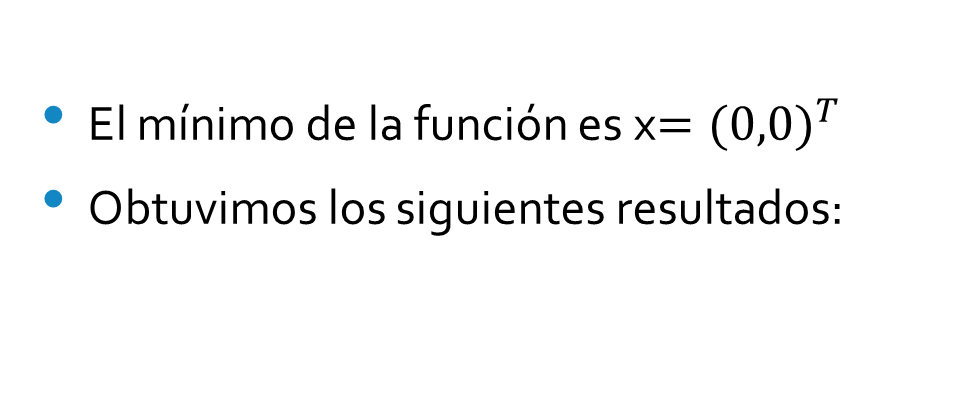 • El mínimo de la función es x= (0,0)ᵀ
• Obtuvimos los siguientes resultados: